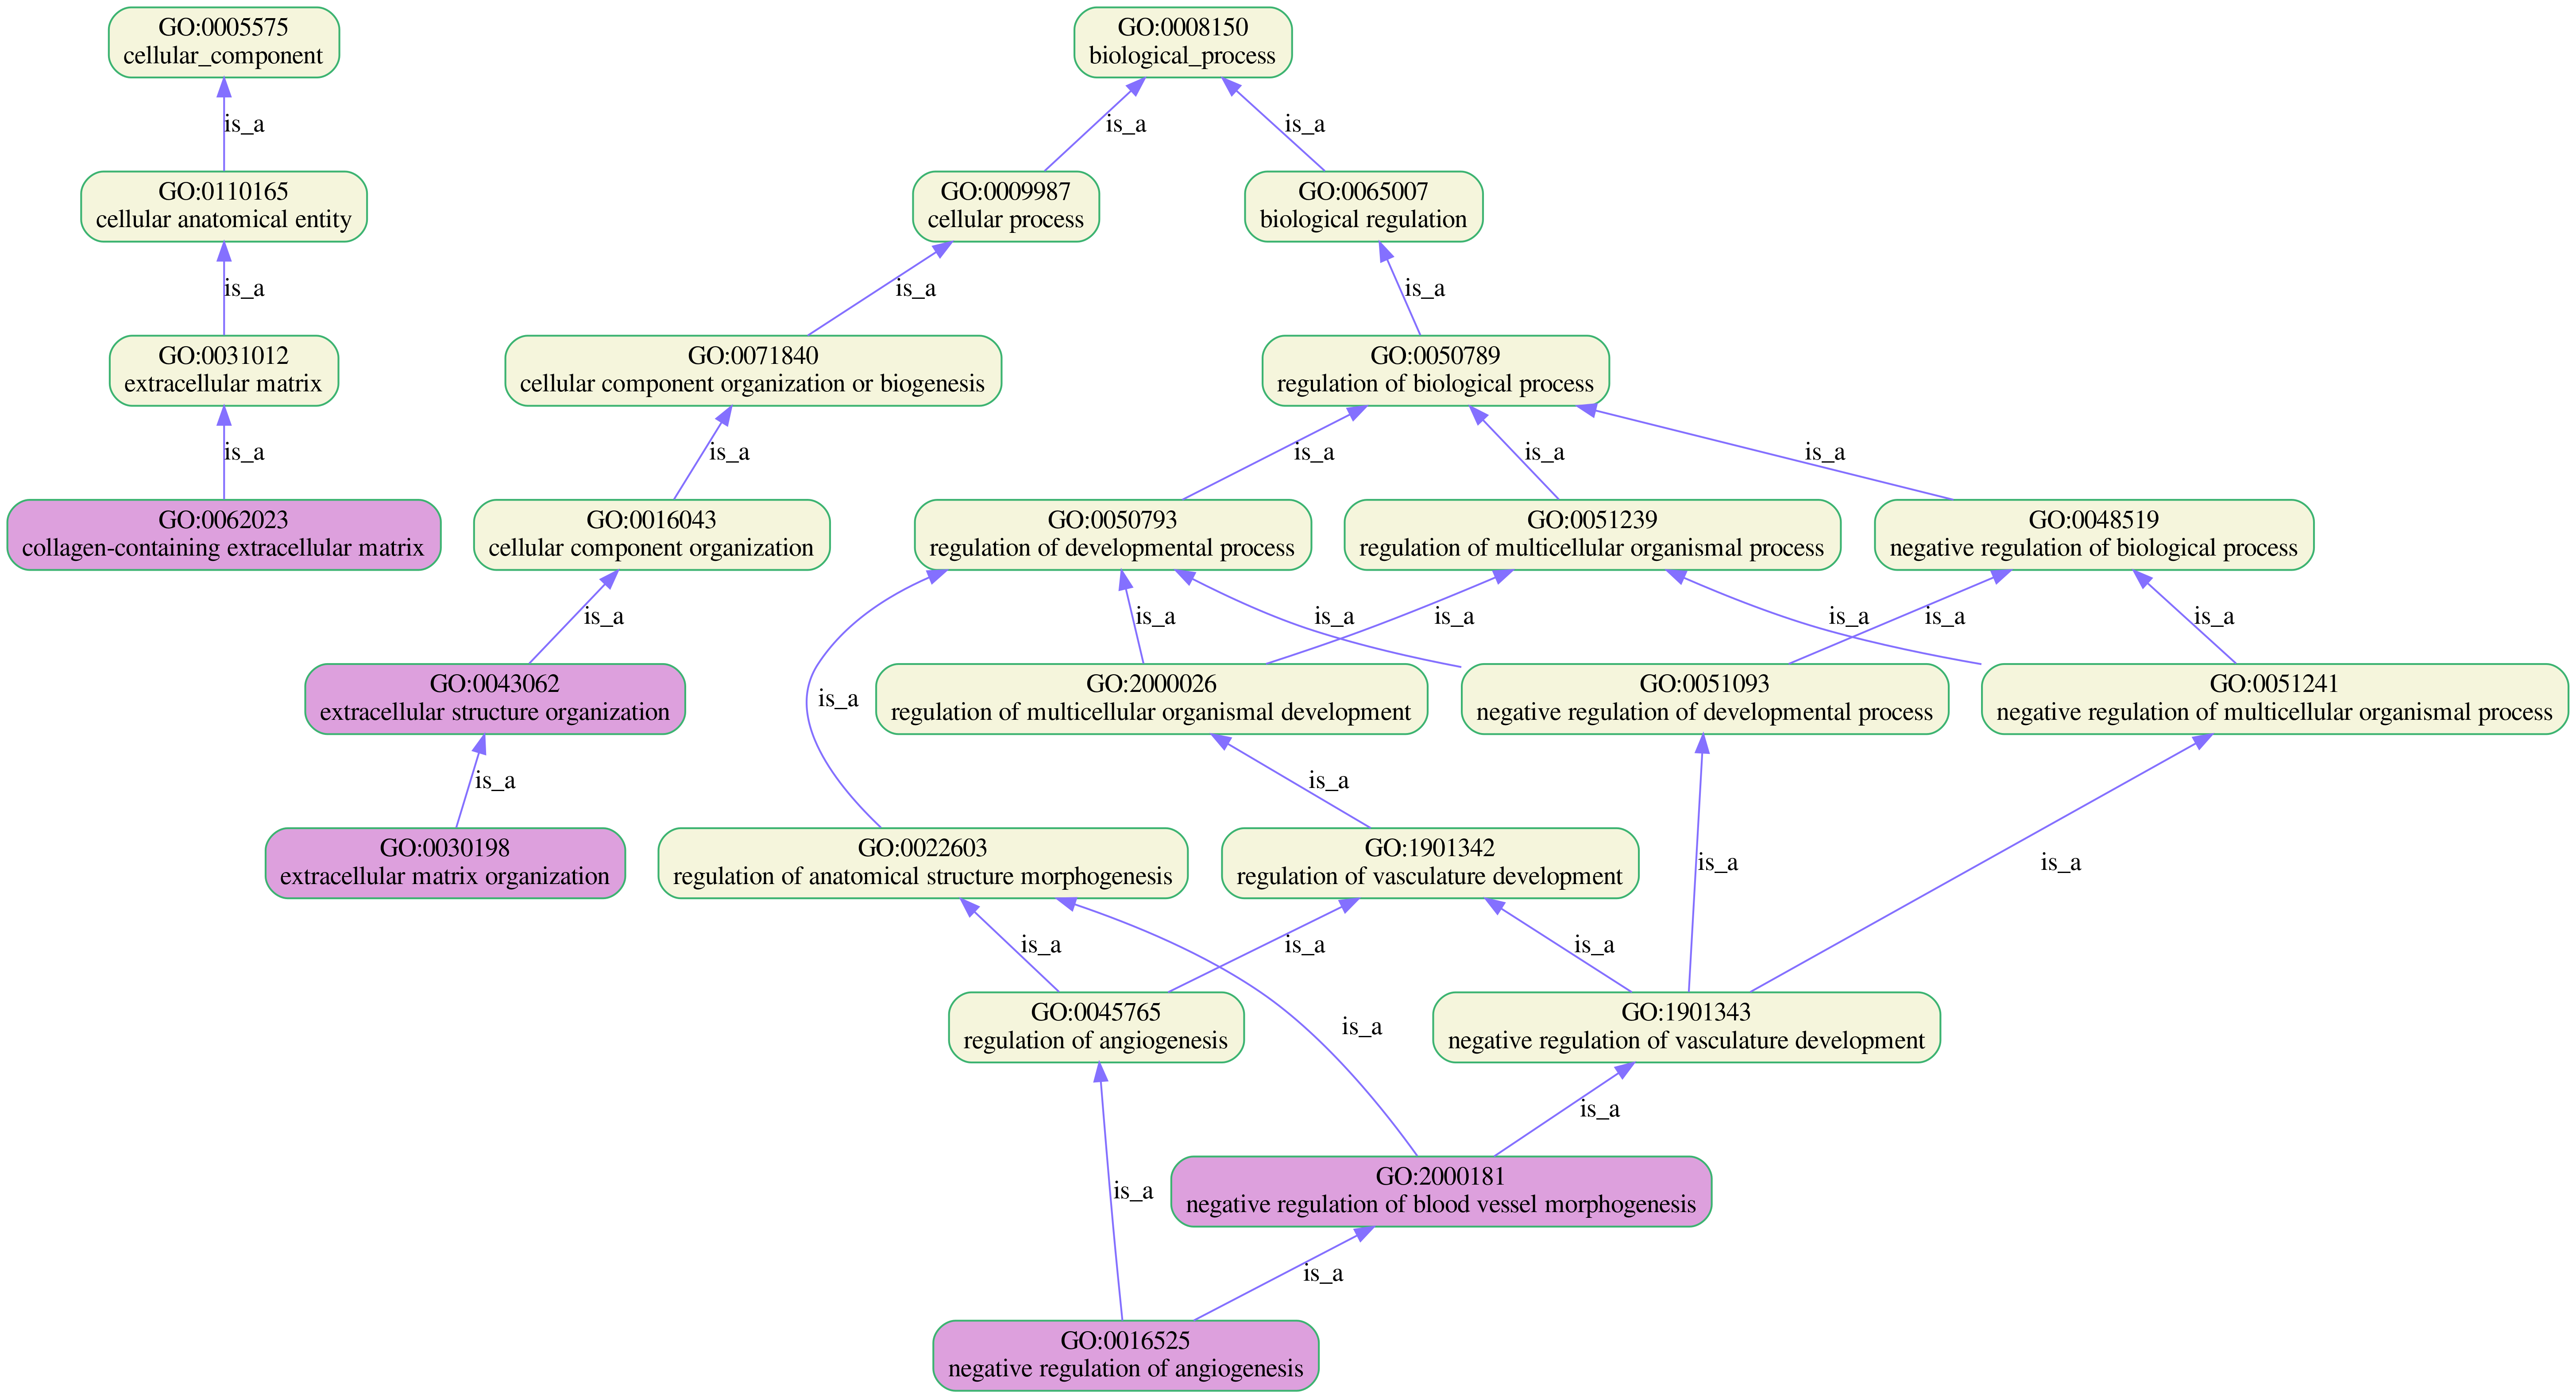 GO:0005575
cellular_component
GO:0008150
biological_process
is_a
is_a
is_a
GO:0110165
cellular anatomical entity
GO:0009987
cellular process
GO:0065007
biological regulation
is_a
is_a
is_a
GO:0031012
extracellular matrix
GO:0071840
cellular component organization or biogenesis
GO:0050789
regulation of biological process
is_a
is_a
is_a
is_a
is_a
GO:0062023
collagen-containing extracellular matrix
GO:0016043
cellular component organization
GO:0050793
regulation of developmental process
GO:0051239
regulation of multicellular organismal process
GO:0048519
negative regulation of biological process
is_a
is_a
is_a
is_a
is_a
is_a
is_a
is_a
GO:0043062
extracellular structure organization
GO:2000026
regulation of multicellular organismal development
GO:0051093
negative regulation of developmental process
GO:0051241
negative regulation of multicellular organismal process
is_a
is_a
GO:0030198
extracellular matrix organization
GO:0022603
regulation of anatomical structure morphogenesis
GO:1901342
regulation of vasculature development
is_a
is_a
is_a
is_a
is_a
GO:0045765
regulation of angiogenesis
is_a
GO:1901343
negative regulation of vasculature development
is_a
is_a
GO:2000181
negative regulation of blood vessel morphogenesis
is_a
GO:0016525
negative regulation of angiogenesis